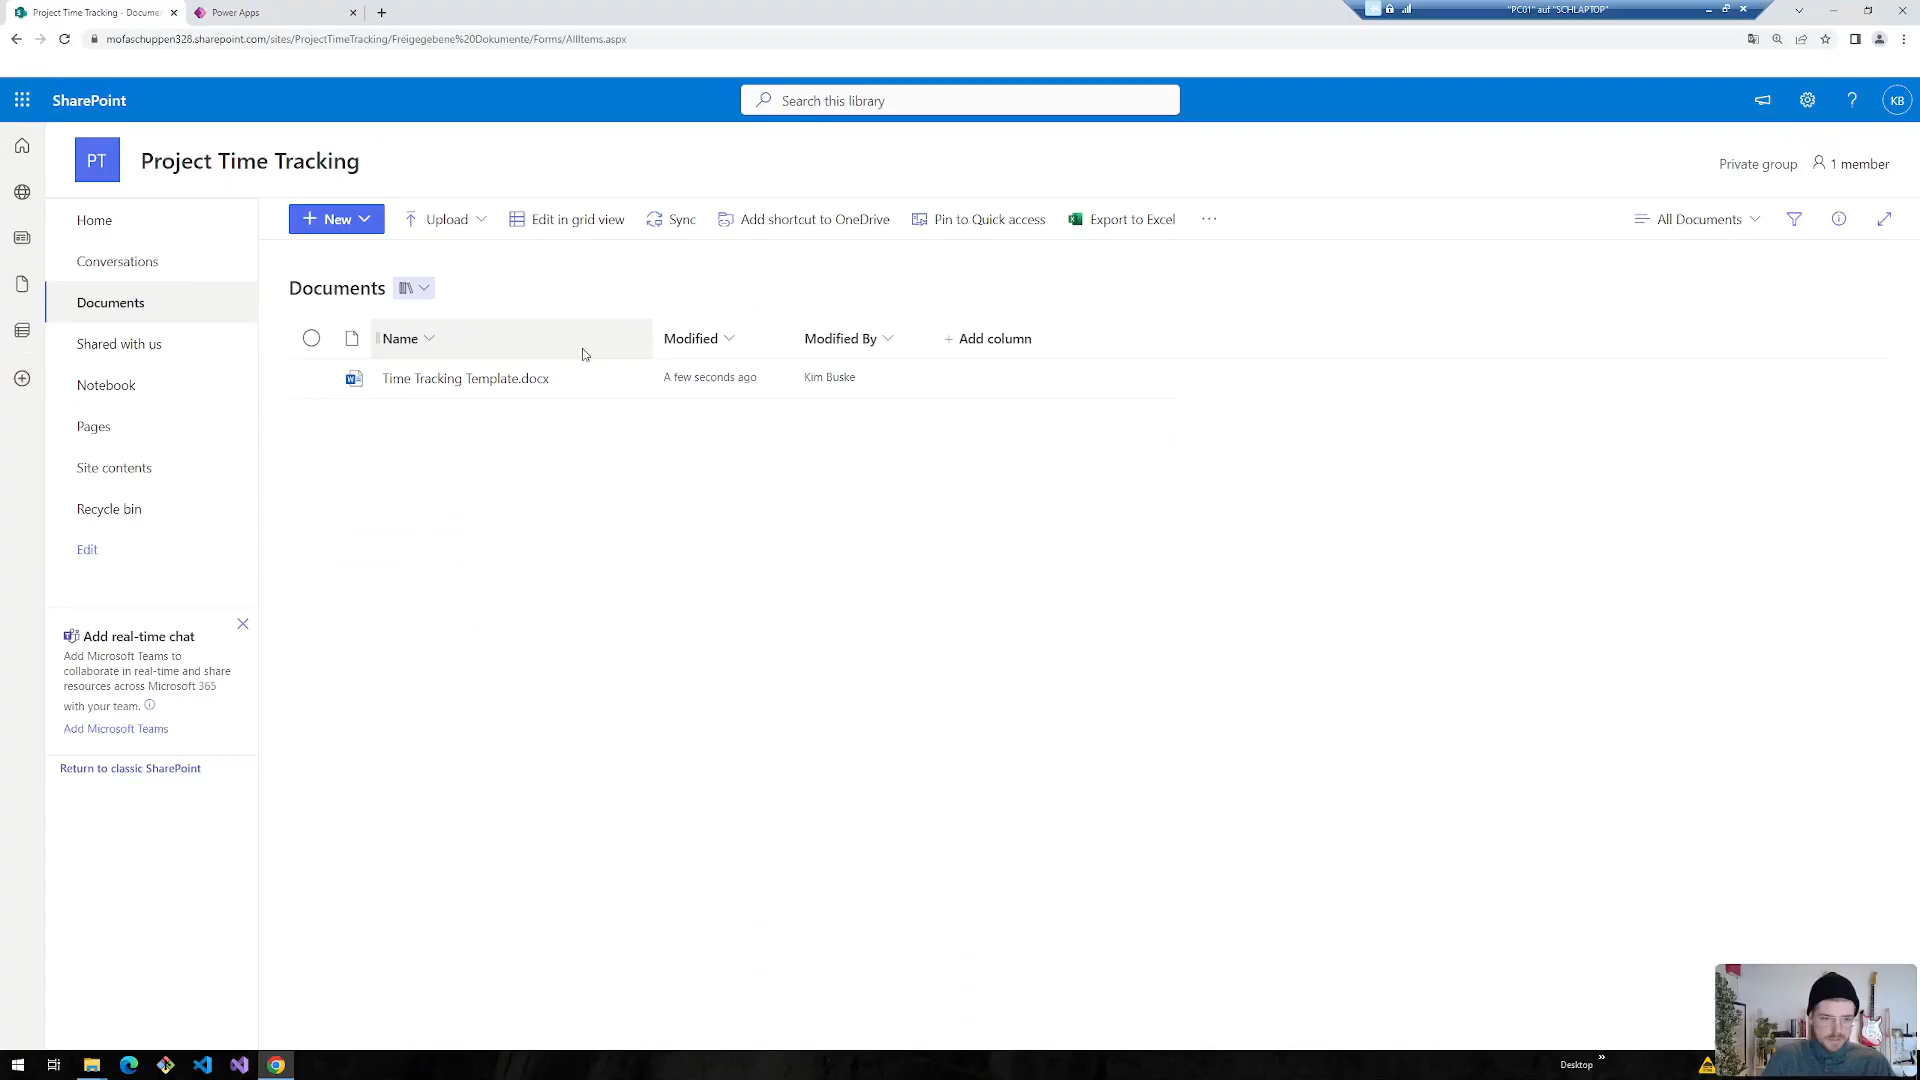 Project Time Tracking - Documen
Power Apps
"PC01" auf "SCHLAPTOP"
mofaschuppen328.sharepoint.com/sites/ProjectTimeTracking/Freigegebene%20Dokumente/Forms/AllItems.aspx
SharePoint
Search this library
KB
PT
Project Time Tracking
Private group
1 member
Home
Conversations
Documents
Shared with us
Notebook
Pages
Site contents
Recycle bin
Edit
New
Upload
Edit in grid view
Sync
Add shortcut to OneDrive
Pin to Quick access
Export to Excel
All Documents
Documents
Name
Modified
Modified By
Add column
Time Tracking Template.docx
A few seconds ago
Kim Buske
Add real-time chat
Add Microsoft Teams to
collaborate in real-time and share
resources across Microsoft 365
with your team.
Add Microsoft Teams
Return to classic SharePoint
Desktop